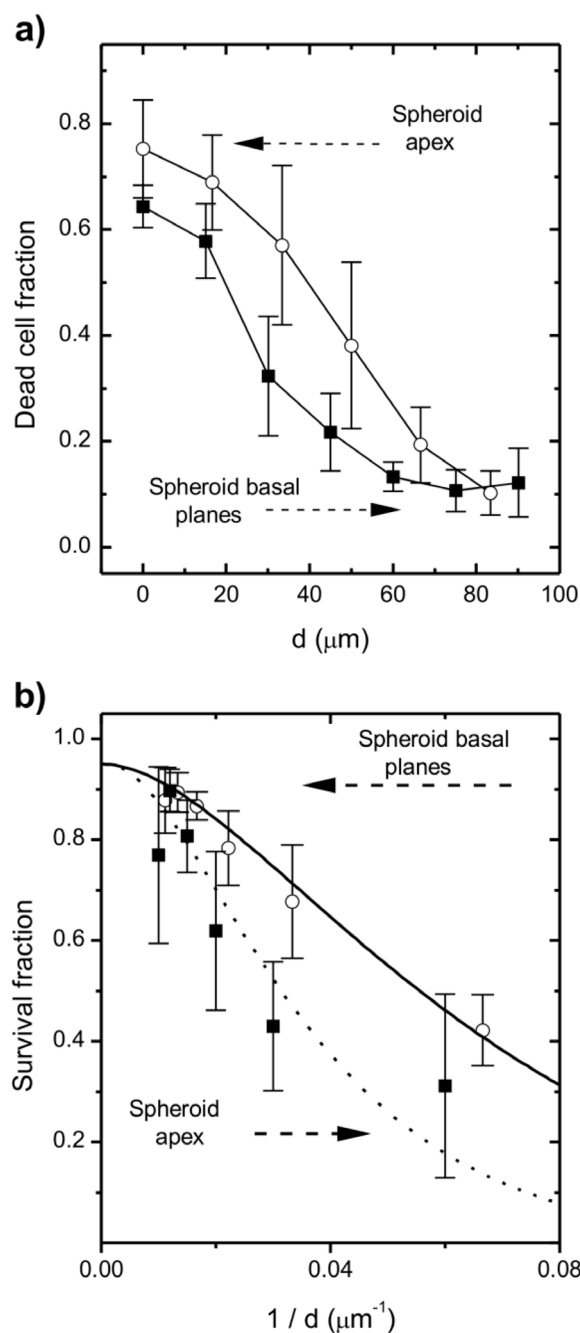 a)
Dead cell fraction
0.8
0.6
0.4
0.2
0.0
Spheroid
apex
Spheroid basal
planes
0
20
40
60
80
100
d (μm)
b)
Survival fraction
1.0
0.8
0.6
0.4
0.2
Spheroid basal
planes
Spheroid
apex
0.00
0.04
0.08
1 / d (μm⁻¹)